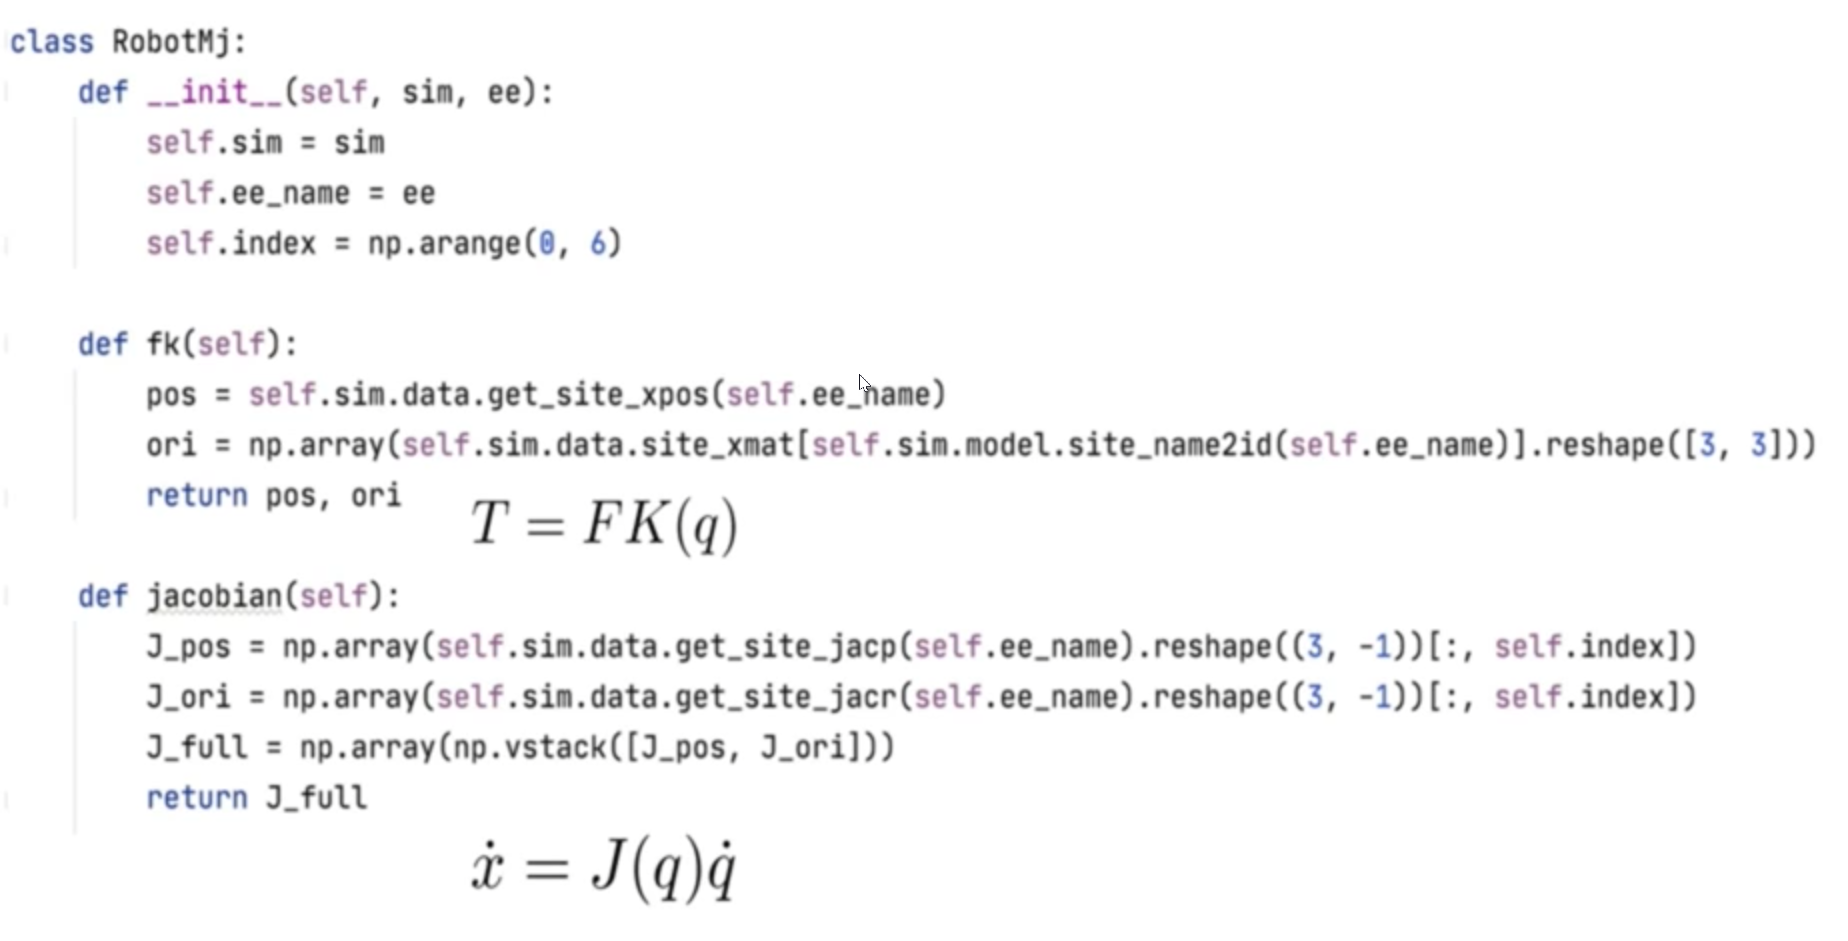 class RobotMj:
    def __init__(self, sim, ee):
        self.sim = sim
        self.ee_name = ee
        self.index = np.arange(0, 6)
    def fk(self):
        pos = self.sim.data.get_site_xpos(self.ee_name)
        ori = np.array(self.sim.data.site_xmat[self.sim.model.site_name2id(self.ee_name)].reshape([3, 3]))
        return pos, ori
T = FK(q)
    def jacobian(self):
        J_pos = np.array(self.sim.data.get_site_jacp(self.ee_name).reshape((3, -1))[:, self.index])
        J_ori = np.array(self.sim.data.get_site_jacr(self.ee_name).reshape((3, -1))[:, self.index])
        J_full = np.array(np.vstack([J_pos, J_ori]))
        return J_full
ẋ = J(q)q̇